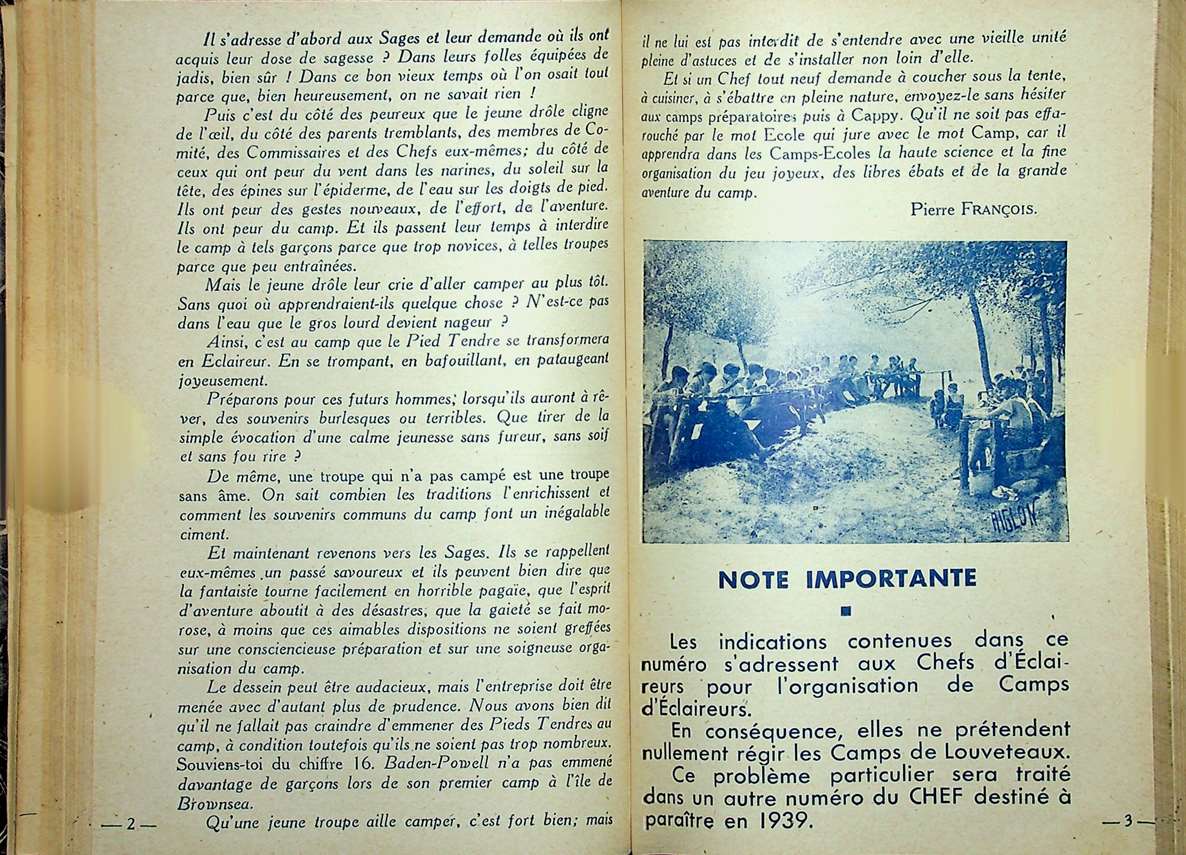 Il s'adresse d'abord aux Sages et leur demande où ils ont
acquis leur dose de sagesse ? Dans leurs folles équipées de
jadis, bien sûr ! Dans ce bon vieux temps où l'on osait tout
parce que, bien heureusement, on ne savait rien !
Puis c'est du côté des peureux que le jeune drôle cligne
de l'œil, du côté des parents tremblants, des membres de Co-
mité, des Commissaires et des Chefs eux-mêmes; du côté de
ceux qui ont peur du vent dans les narines, du soleil sur la
tête, des épines sur l'épiderme, de l'eau sur les doigts de pied.
Ils ont peur des gestes nouveaux, de l'effort, de l'aventure.
Ils ont peur du camp. Et ils passent leur temps à interdire
le camp à tels garçons parce que trop novices, à telles troupes
parce que peu entraînées.
Mais le jeune drôle leur crie d'aller camper au plus tôt.
Sans quoi où apprendraient-ils quelque chose ? N'est-ce pas
dans l'eau que le gros lourd devient nageur ?
Ainsi, c'est au camp que le Pied Tendre se transformera
en Eclaireur. En se trompant, en bafouillant, en pataugeant
joyeusement.
Préparons pour ces futurs hommes; lorsqu'ils auront à rê-
ver, des souvenirs burlesques ou terribles. Que tirer de la
simple évocation d'une calme jeunesse sans fureur, sans soif
et sans fou rire ?
De même, une troupe qui n'a pas campé est une troupe
sans âme. On sait combien les traditions l'enrichissent et
comment les souvenirs communs du camp font un inégalable
ciment.
Et maintenant revenons vers les Sages. Ils se rappellent
eux-mêmes un passé savoureux et ils peuvent bien dire que
la fantaisie tourne facilement en horrible pagaïe, que l'esprit
d'aventure aboutit à des désastres, que la gaieté se fait mo-
rose, à moins que ces aimables dispositions ne soient greffées
sur une consciencieuse préparation et sur une soigneuse orga-
nisation du camp.
Le dessein peut être audacieux, mais l'entreprise doit être
menée avec d'autant plus de prudence. Nous avons bien dit
qu'il ne fallait pas craindre d'emmener des Pieds Tendres au
camp, à condition toutefois qu'ils ne soient pas trop nombreux.
Souviens-toi du chiffre 16. Baden-Powell n'a pas emmené
davantage de garçons lors de son premier camp à l'île de
Brownsea.
Qu'une jeune troupe aille camper, c'est fort bien; mais
— 2 —
il ne lui est pas interdit de s'entendre avec une vieille unité
pleine d'astuces et de s'installer non loin d'elle.
Et si un Chef tout neuf demande à coucher sous la tente,
à cuisiner, à s'ébattre en pleine nature, envoyez-le sans hésiter
aux camps préparatoires puis à Cappy. Qu'il ne soit pas effa-
rouché par le mot Ecole qui jure avec le mot Camp, car il
apprendra dans les Camps-Ecoles la haute science et la fine
organisation du jeu joyeux, des libres ébats et de la grande
aventure du camp.
Pierre FRANÇOIS.
AIGLON
NOTE IMPORTANTE
Les indications contenues dans ce
numéro s'adressent aux Chefs d'Éclai-
reurs pour l'organisation de Camps
d'Éclaireurs.
En conséquence, elles ne prétendent
nullement régir les Camps de Louveteaux.
Ce problème particulier sera traité
dans un autre numéro du CHEF destiné à
paraître en 1939.
— 3 —